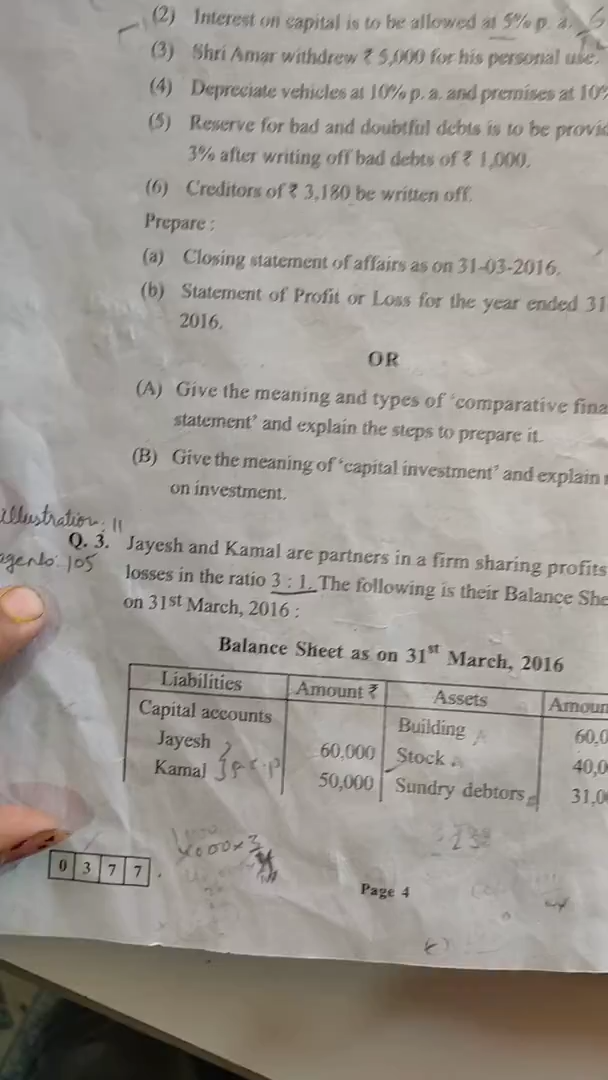 (2) Interest on capital is to be allowed at 5% p. a.
(3) Shri Amar withdrew ₹ 5,000 for his personal use.
(4) Depreciate vehicles at 10% p. a. and premises at 10%
(5) Reserve for bad and doubtful debts is to be provid
3% after writing off bad debts of ₹ 1,000.
(6) Creditors of ₹ 3,180 be written off.
Prepare :
(a) Closing statement of affairs as on 31-03-2016.
(b) Statement of Profit or Loss for the year ended 31
2016.
OR
(A) Give the meaning and types of ‘comparative fina
statement’ and explain the steps to prepare it.
(B) Give the meaning of ‘capital investment’ and explain
on investment.
illustration: 11
Q. 3. Jayesh and Kamal are partners in a firm sharing profits
105 losses in the ratio 3 : 1. The following is their Balance She
on 31st March, 2016 :
Balance Sheet as on 31st March, 2016
Liabilities Amount ₹ Assets Amoun
Capital accounts Building 60,0
Jayesh 60,000 Stock 40,0
Kamal 50,000 Sundry debtors 31,0
0 3 7 7
Page 4